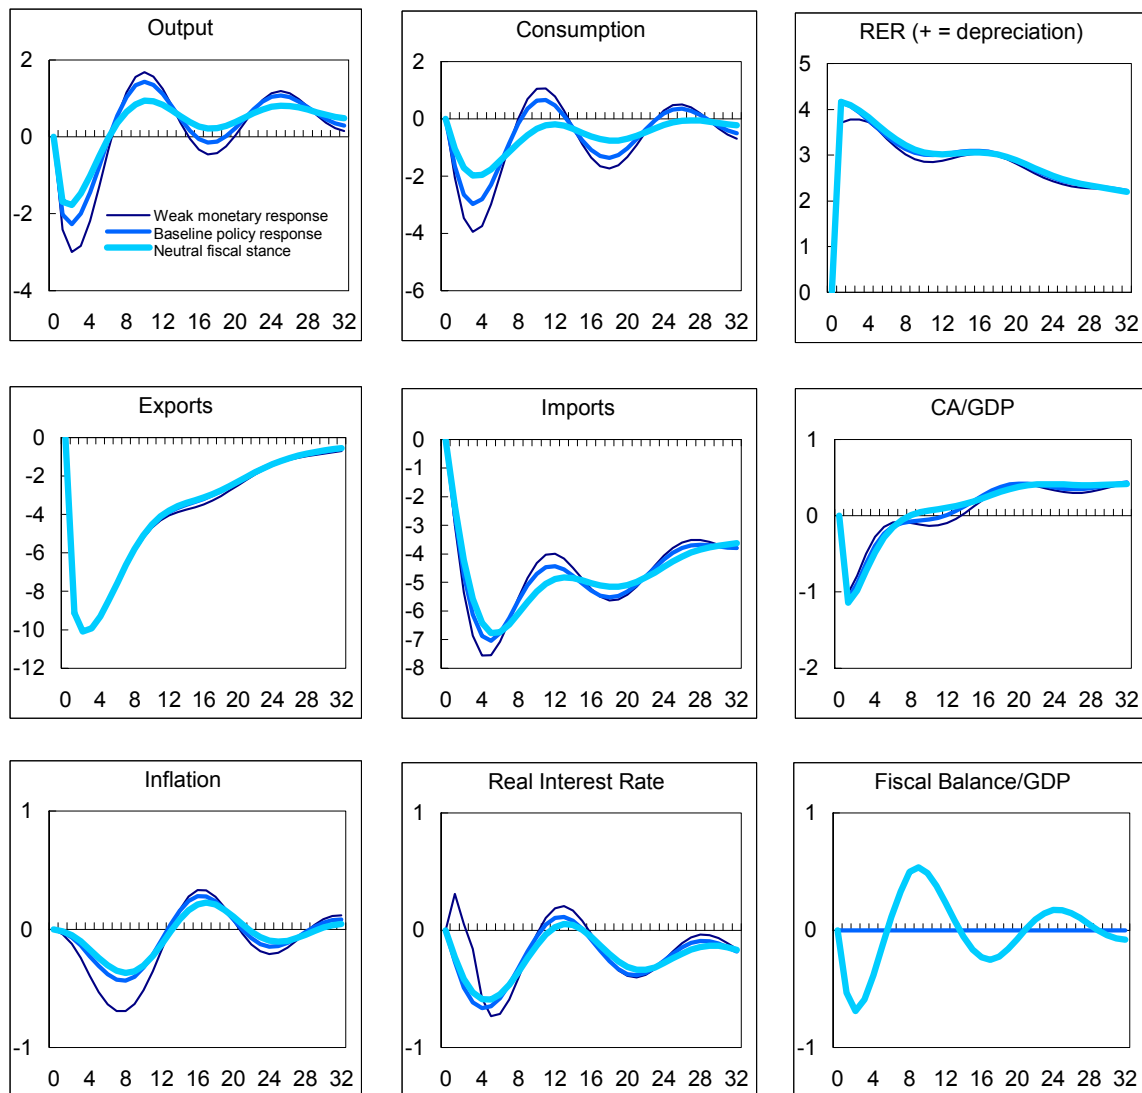 Output
2
0
-2
-4
Weak monetary response
Baseline policy response
Neutral fiscal stance
0 4 8 12 16 20 24 28 32
Consumption
4
2
0
-2
-4
-6
0 4 8 12 16 20 24 28 32
RER (+ = depreciation)
5
4
3
2
1
0
0 4 8 12 16 20 24 28 32
Exports
0
-2
-4
-6
-8
-10
-12
0 4 8 12 16 20 24 28 32
Imports
0
-1
-2
-3
-4
-5
-6
-7
-8
0 4 8 12 16 20 24 28 32
CA/GDP
1
0
-1
-2
0 4 8 12 16 20 24 28 32
Inflation
1
0
-1
0 4 8 12 16 20 24 28 32
Real Interest Rate
1
0
-1
0 4 8 12 16 20 24 28 32
Fiscal Balance/GDP
1
0
-1
0 4 8 12 16 20 24 28 32